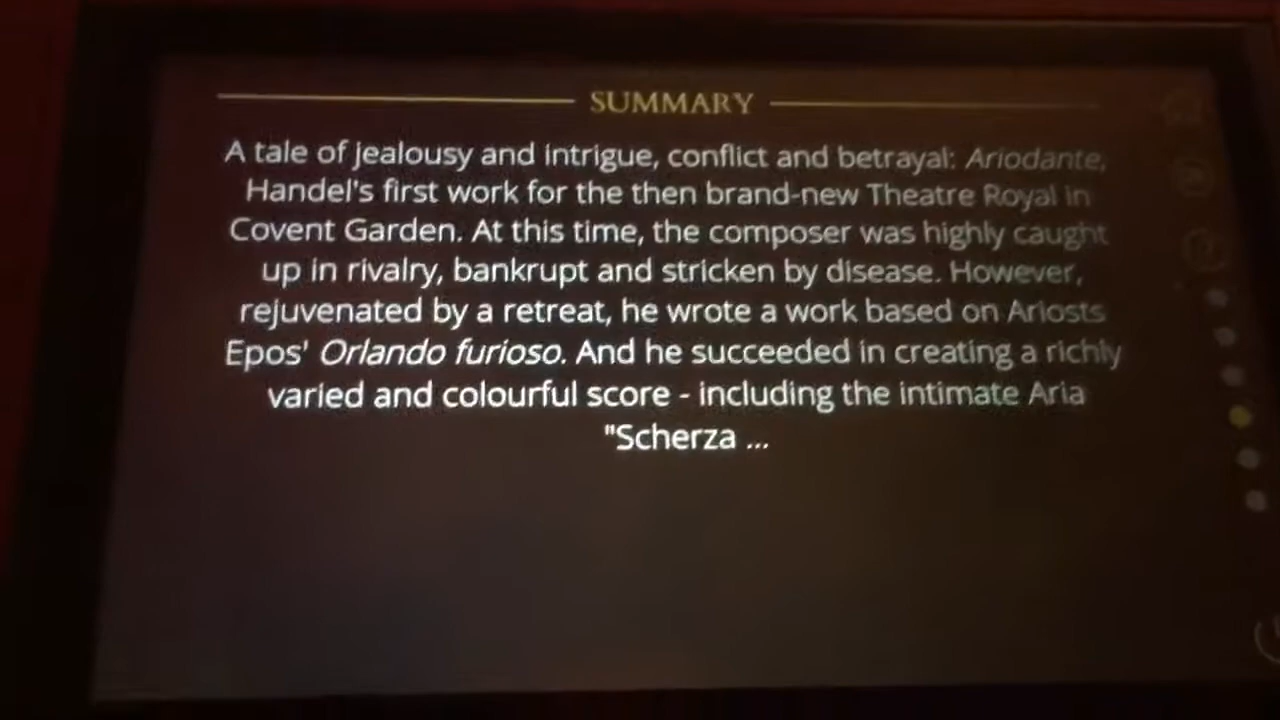 SUMMARY
A tale of jealousy and intrigue, conflict and betrayal: Ariodante,
Handel's first work for the then brand-new Theatre Royal in
Covent Garden. At this time, the composer was highly caught
up in rivalry, bankrupt and stricken by disease. However,
rejuvenated by a retreat, he wrote a work based on Ariosts
Epos' Orlando furioso. And he succeeded in creating a richly
varied and colourful score - including the intimate Aria
"Scherza ...